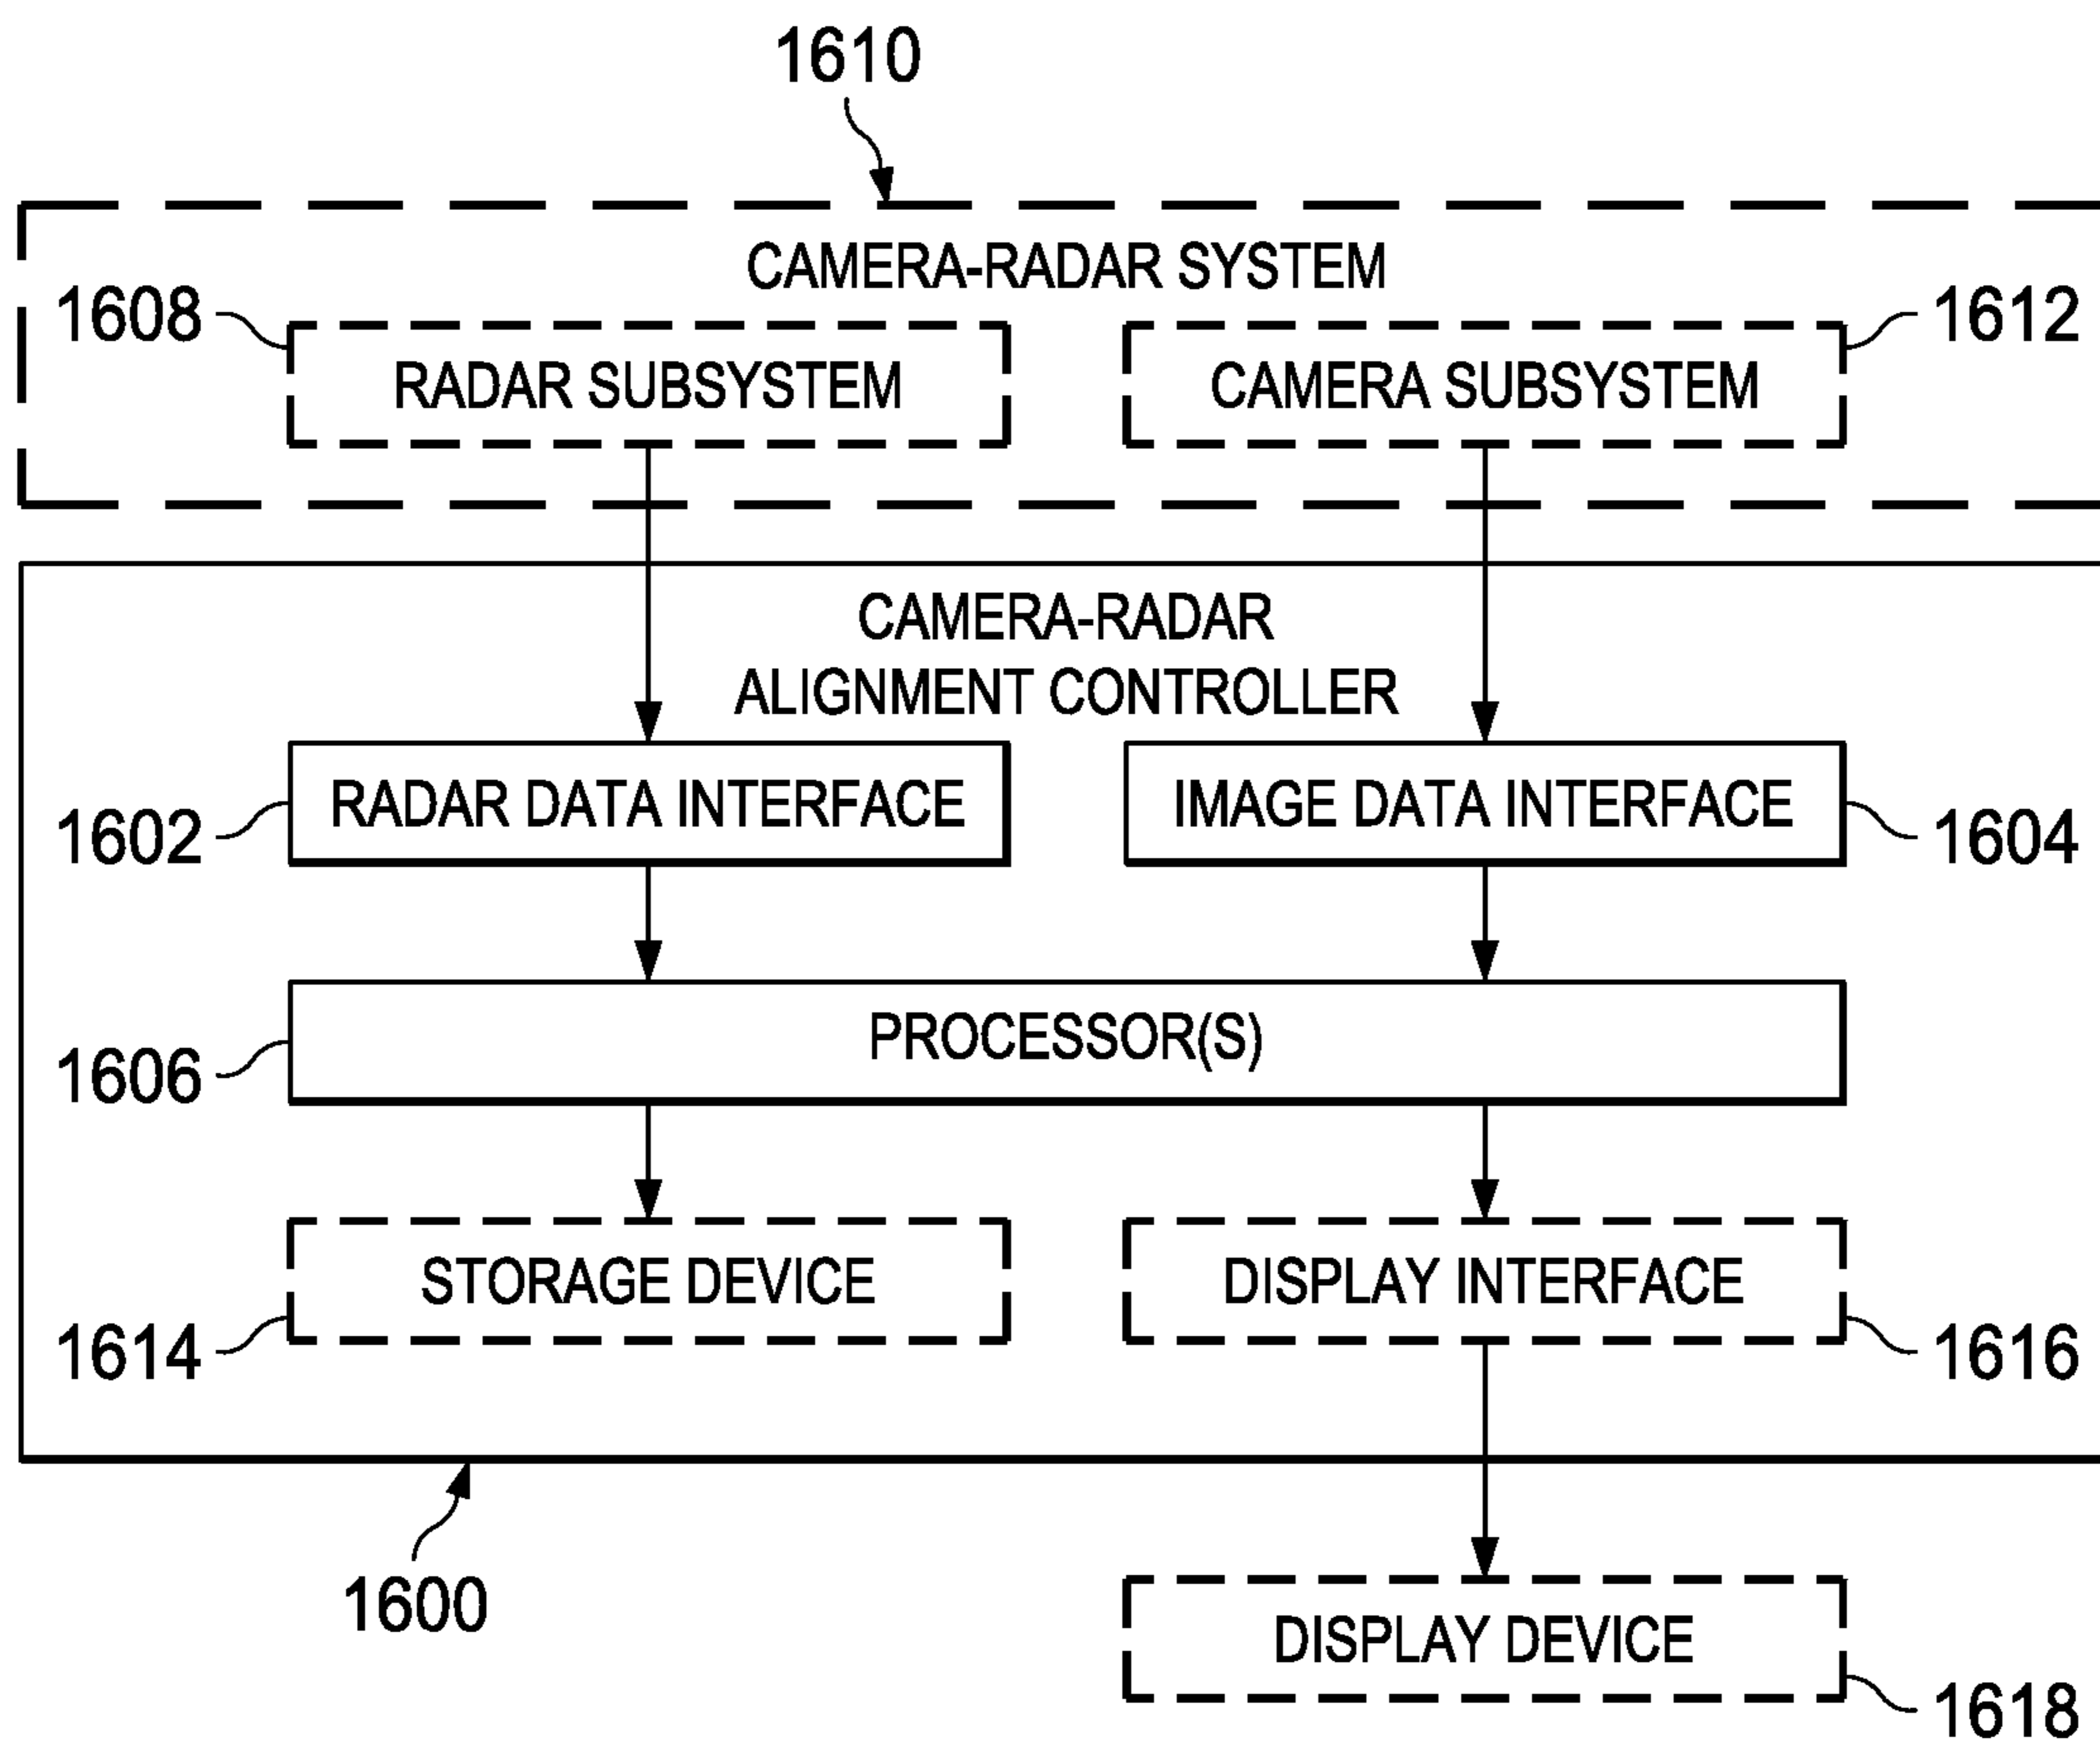 1610
CAMERA-RADAR SYSTEM
1608
1612
RADAR SUBSYSTEM
CAMERA SUBSYSTEM
CAMERA-RADAR
ALIGNMENT CONTROLLER
RADAR DATA INTERFACE
IMAGE DATA INTERFACE
1602
1604
PROCESSOR(S)
1606
STORAGE DEVICE
DISPLAY INTERFACE
1614
1616
1600
DISPLAY DEVICE
1618